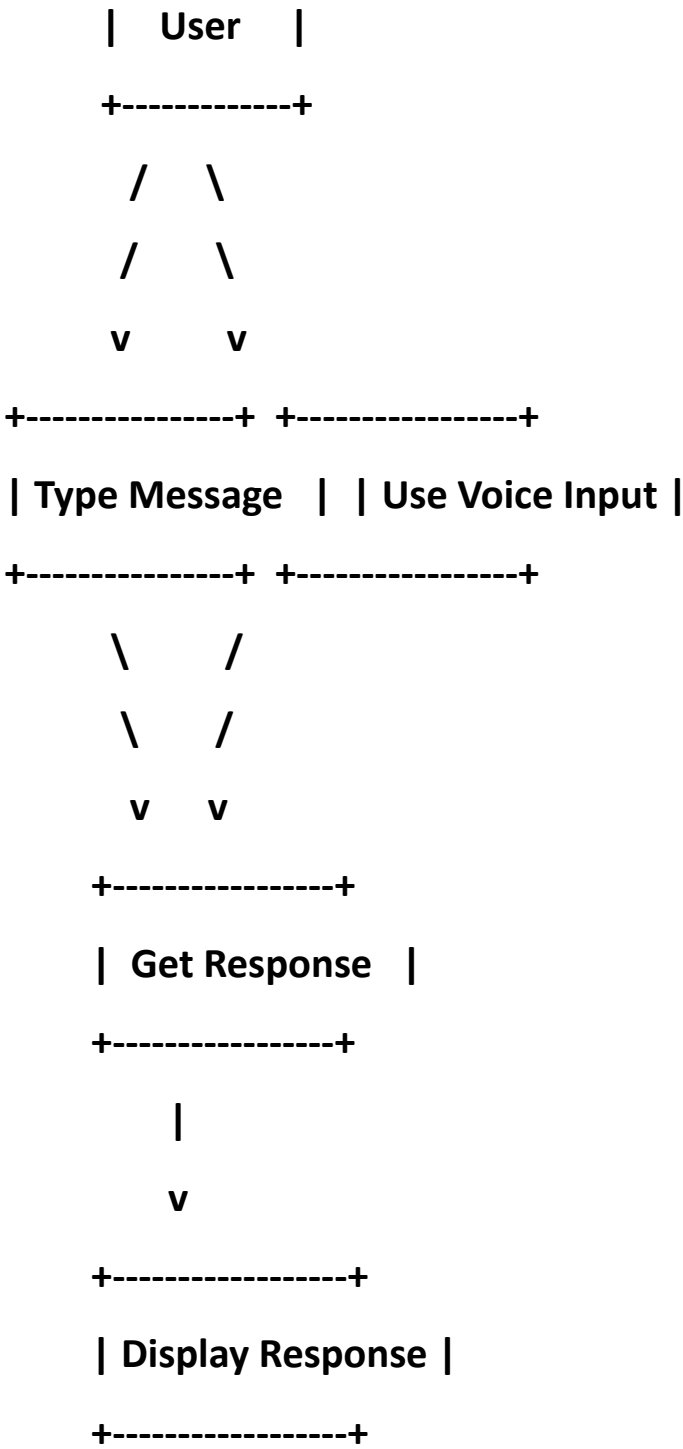 |    User     |
+-------------+
/     \
/       \
v         v
+----------------+  +-----------------+
| Type Message   |  | Use Voice Input |
+----------------+  +-----------------+
\         /
\       /
v     v
+-----------------+
|  Get Response   |
+-----------------+
|
v
+------------------+
| Display Response |
+------------------+